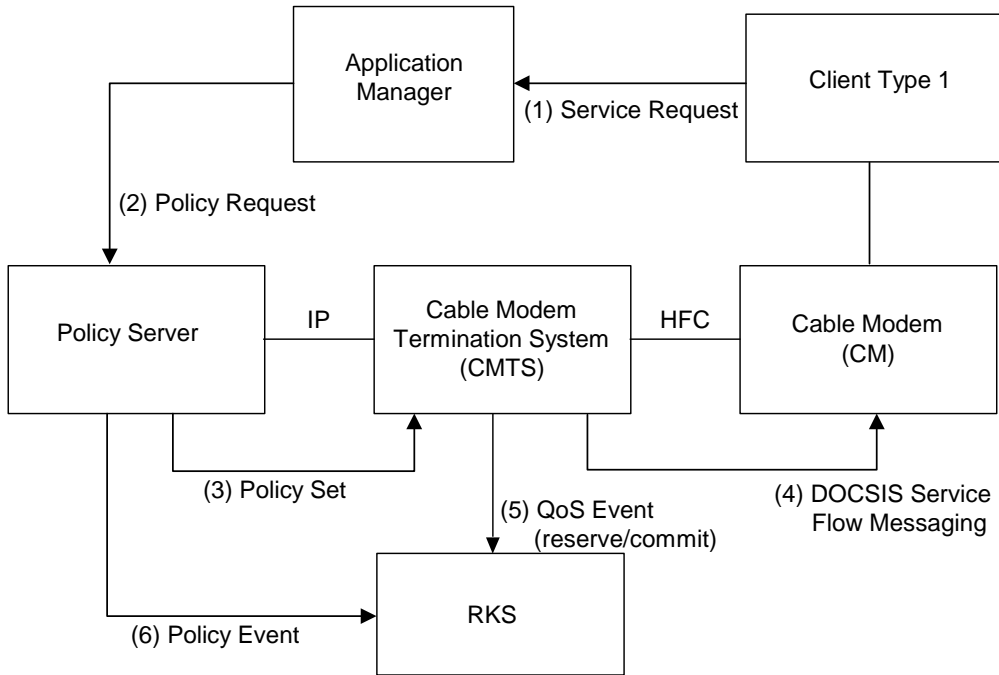 Application
Manager
Client Type 1
(1) Service Request
(2) Policy Request
Policy Server
IP
Cable Modem
Termination System
(CMTS)
HFC
Cable Modem
(CM)
(3) Policy Set
(4) DOCSIS Service
Flow Messaging
(5) QoS Event
(reserve/commit)
RKS
(6) Policy Event